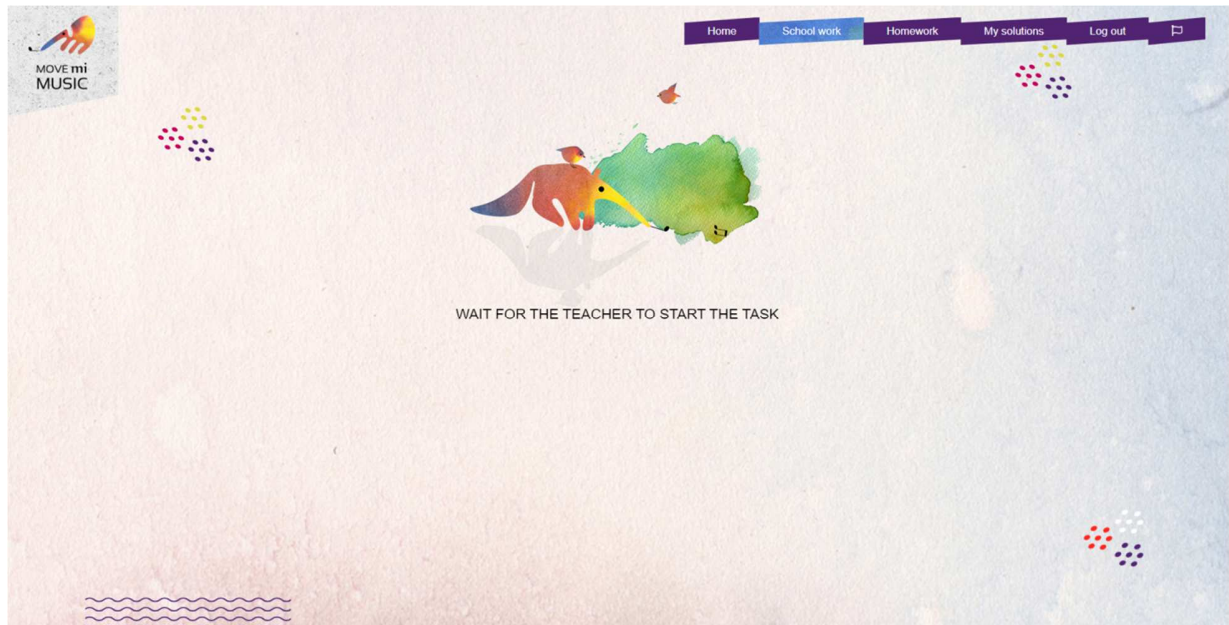 MOVE mi
MUSIC
Home
School work
Homework
My solutions
Log out
WAIT FOR THE TEACHER TO START THE TASK